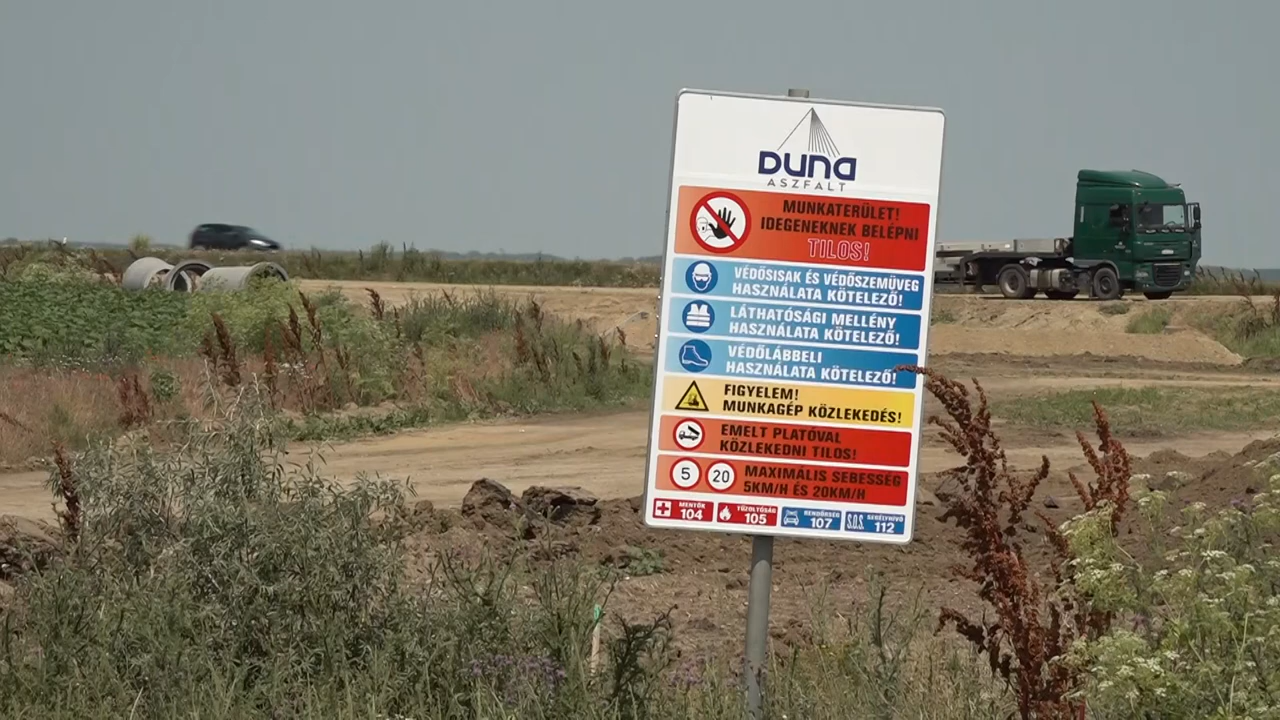 DUNA
ASZFALT
MUNKATERÜLET!
IDEGENEKNEK BELÉPNI
TILOS!
VÉDŐSISAK ÉS VÉDŐSZEMÜVEG
HASZNÁLATA KÖTELEZŐ!
LÁTHATÓSÁGI MELLÉNY
HASZNÁLATA KÖTELEZŐ!
VÉDŐLÁBBELI
HASZNÁLATA KÖTELEZŐ!
FIGYELEM!
MUNKAGÉP KÖZLEKEDÉS!
EMELT PLATÓVAL
KÖZLEKEDNI TILOS!
5 20 MAXIMÁLIS SEBESSÉG
5KM/H ÉS 20KM/H
MENTŐK 104
TŰZOLTÓSÁG 105
RENDŐRSÉG 107
S.O.S. SEGÉLYHÍVÓ 112